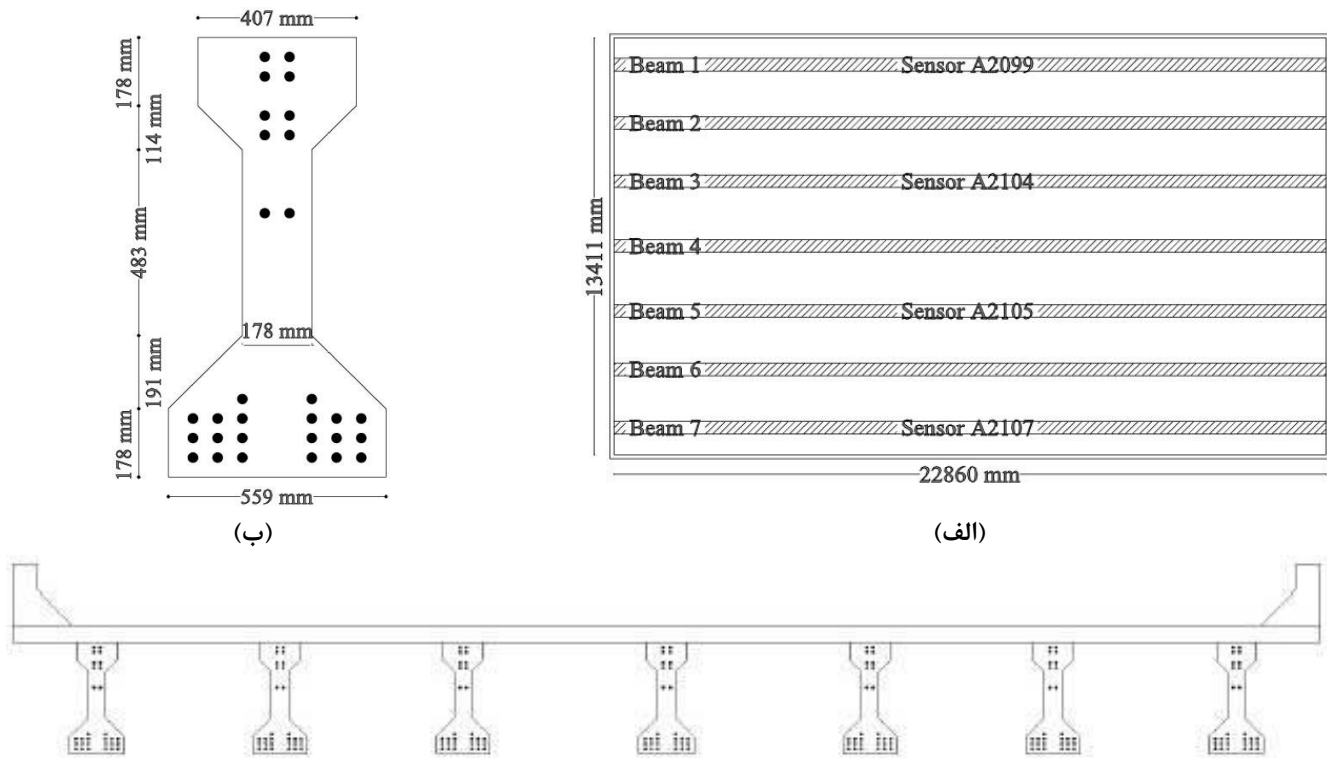 407 mm
178 mm
114 mm
483 mm
178 mm
191 mm
178 mm
559 mm
(ب)
Beam 1 Sensor A2099
Beam 2
Beam 3 Sensor A2104
Beam 4
Beam 5 Sensor A2105
Beam 6
Beam 7 Sensor A2107
13411 mm
22860 mm
(الف)